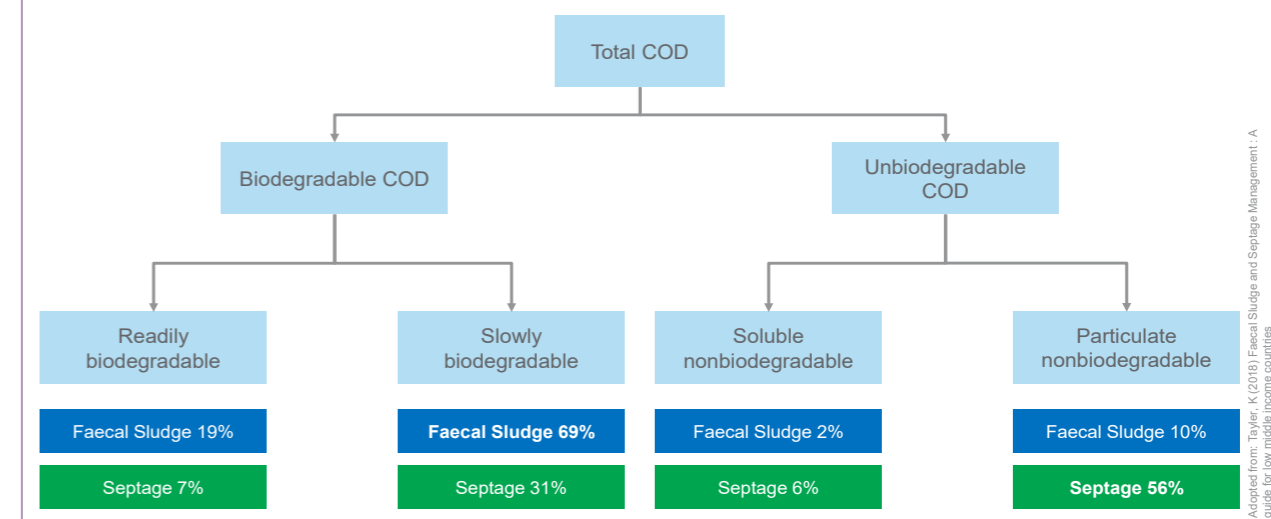 Total COD
Biodegradable COD
Unbiodegradable
COD
Readily
biodegradable
Slowly
biodegradable
Soluble
nonbiodegradable
Particulate
nonbiodegradable
Faecal Sludge 19%
Faecal Sludge 69%
Faecal Sludge 2%
Faecal Sludge 10%
Septage 7%
Septage 31%
Septage 6%
Septage 56%
Adopted from: Tayler, K (2018) Faecal Sludge and Septage Management : A
guide for low middle income countries